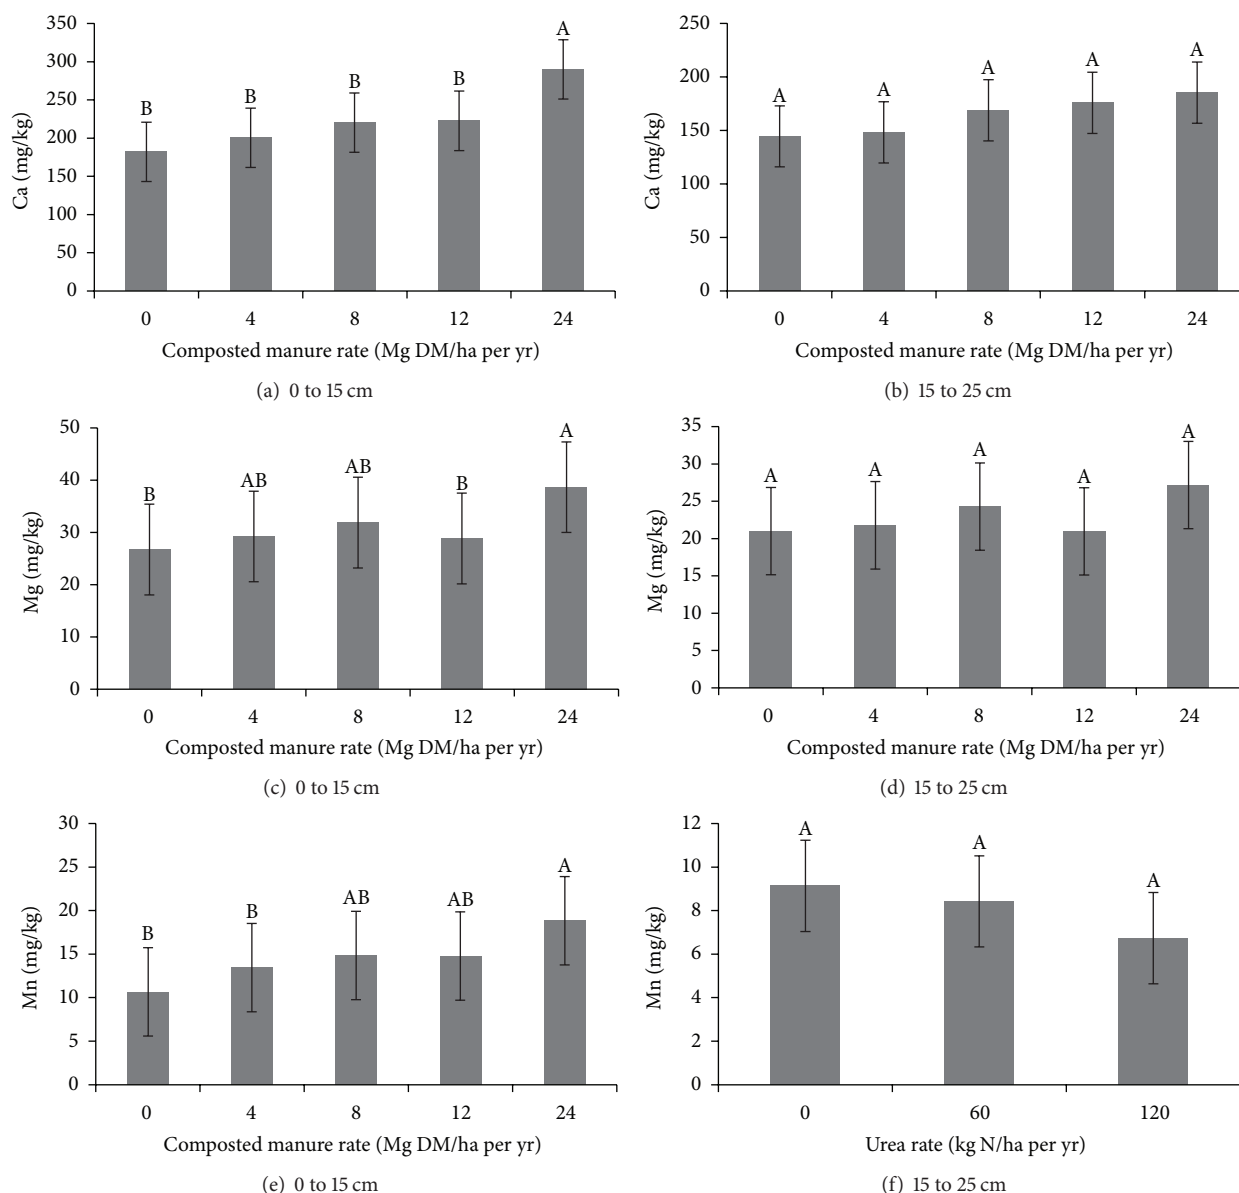 350
300
250
200
150
100
50
0
Ca (mg/kg)
B
B
B
B
A
0 4 8 12 24
Composted manure rate (Mg DM/ha per yr)
(a) 0 to 15 cm
250
200
150
100
50
0
Ca (mg/kg)
A
A
A
A
A
0 4 8 12 24
Composted manure rate (Mg DM/ha per yr)
(b) 15 to 25 cm
50
40
30
20
10
0
Mg (mg/kg)
B
AB
AB
B
A
0 4 8 12 24
Composted manure rate (Mg DM/ha per yr)
(c) 0 to 15 cm
35
30
25
20
15
10
5
0
Mg (mg/kg)
A
A
A
A
A
0 4 8 12 24
Composted manure rate (Mg DM/ha per yr)
(d) 15 to 25 cm
30
25
20
15
10
5
0
Mn (mg/kg)
B
B
AB
AB
A
0 4 8 12 24
Composted manure rate (Mg DM/ha per yr)
(e) 0 to 15 cm
12
10
8
6
4
2
0
Mn (mg/kg)
A
A
A
0 60 120
Urea rate (kg N/ha per yr)
(f) 15 to 25 cm